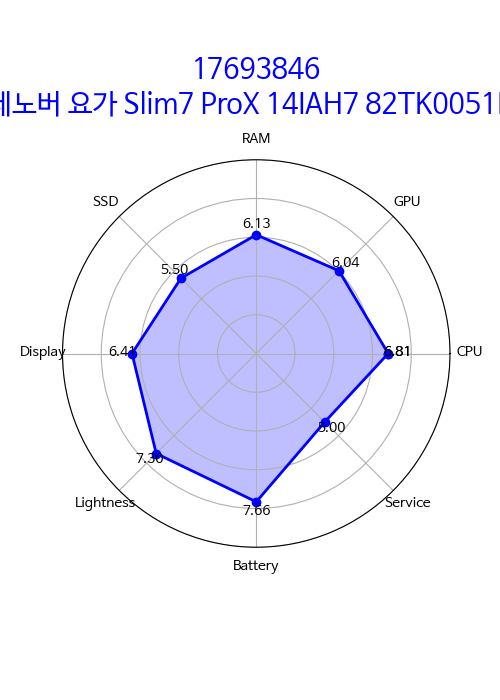 17693846
노버 요가 Slim7 ProX 14IAH7 82TK0051
RAM
SSD
GPU
6.13
5.50
6.04
Display
6.41
6.81
CPU
7.30
5.00
Lightness
7.66
Service
Battery